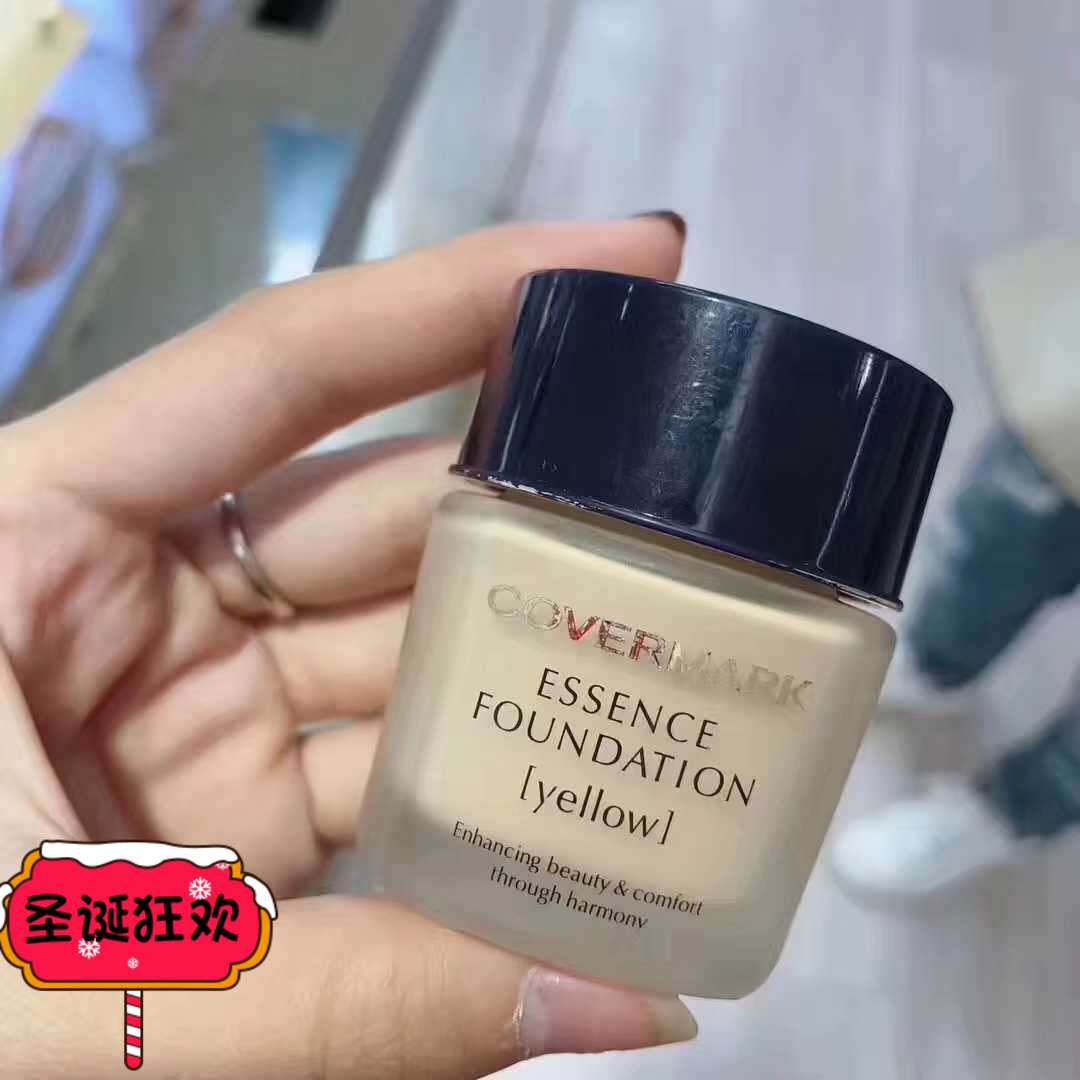 COVERMARK
ESSENCE
FOUNDATION
[yellow]
Enhancing beauty & comfort
through harmony
圣诞狂欢